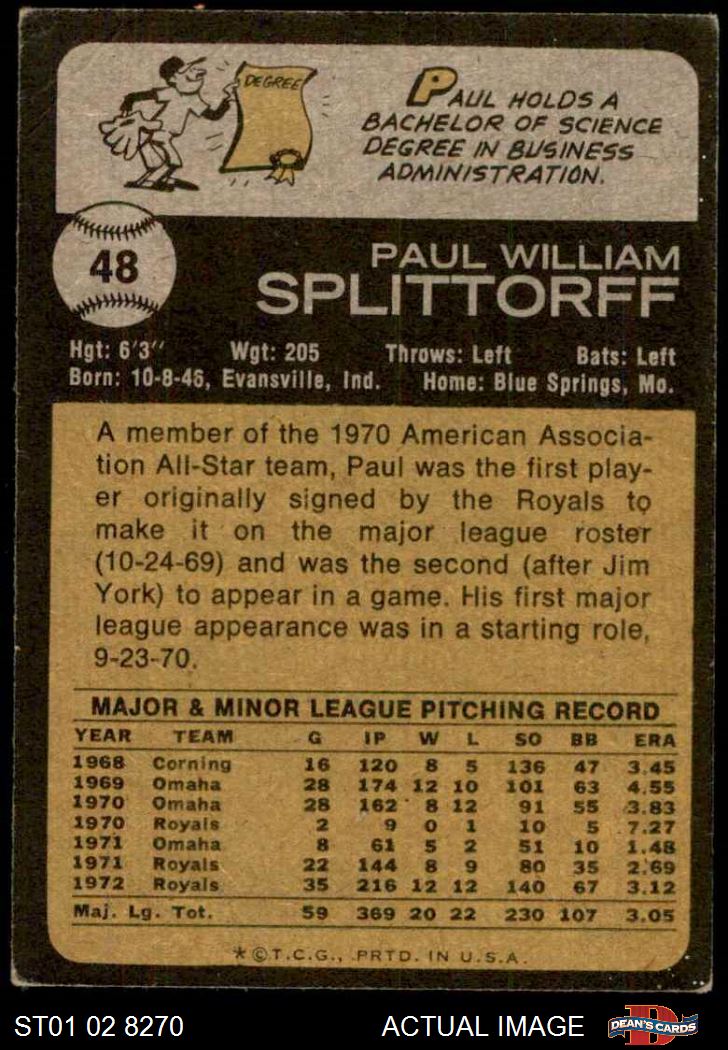 DEGREE
PAUL HOLDS A
BACHELOR OF SCIENCE
DEGREE IN BUSINESS
ADMINISTRATION.
48
PAUL WILLIAM
SPLITTORFF
Hgt: 6'3" Wgt: 205 Throws: Left Bats: Left
Born: 10-8-46, Evansville, Ind. Home: Blue Springs, Mo.
A member of the 1970 American Associa-
tion All-Star team, Paul was the first play-
er originally signed by the Royals to
make it on the major league roster
(10-24-69) and was the second (after Jim
York) to appear in a game. His first major
league appearance was in a starting role,
9-23-70.
MAJOR & MINOR LEAGUE PITCHING RECORD
YEAR TEAM G IP W L SO BB ERA
1968 Corning 16 120 8 5 136 47 3.45
1969 Omaha 28 174 12 10 101 63 4.55
1970 Omaha 28 162 8 12 91 55 3.83
1970 Royals 2 9 0 1 10 5 7.27
1971 Omaha 8 61 5 2 51 10 1.48
1971 Royals 22 144 8 9 80 35 2.69
1972 Royals 35 216 12 12 140 67 3.12
Maj. Lg. Tot. 59 369 20 22 230 107 3.05
*©T.C.G., PRTD. IN U.S.A.
ST01 02 8270 ACTUAL IMAGE D DEAN'S CARDS